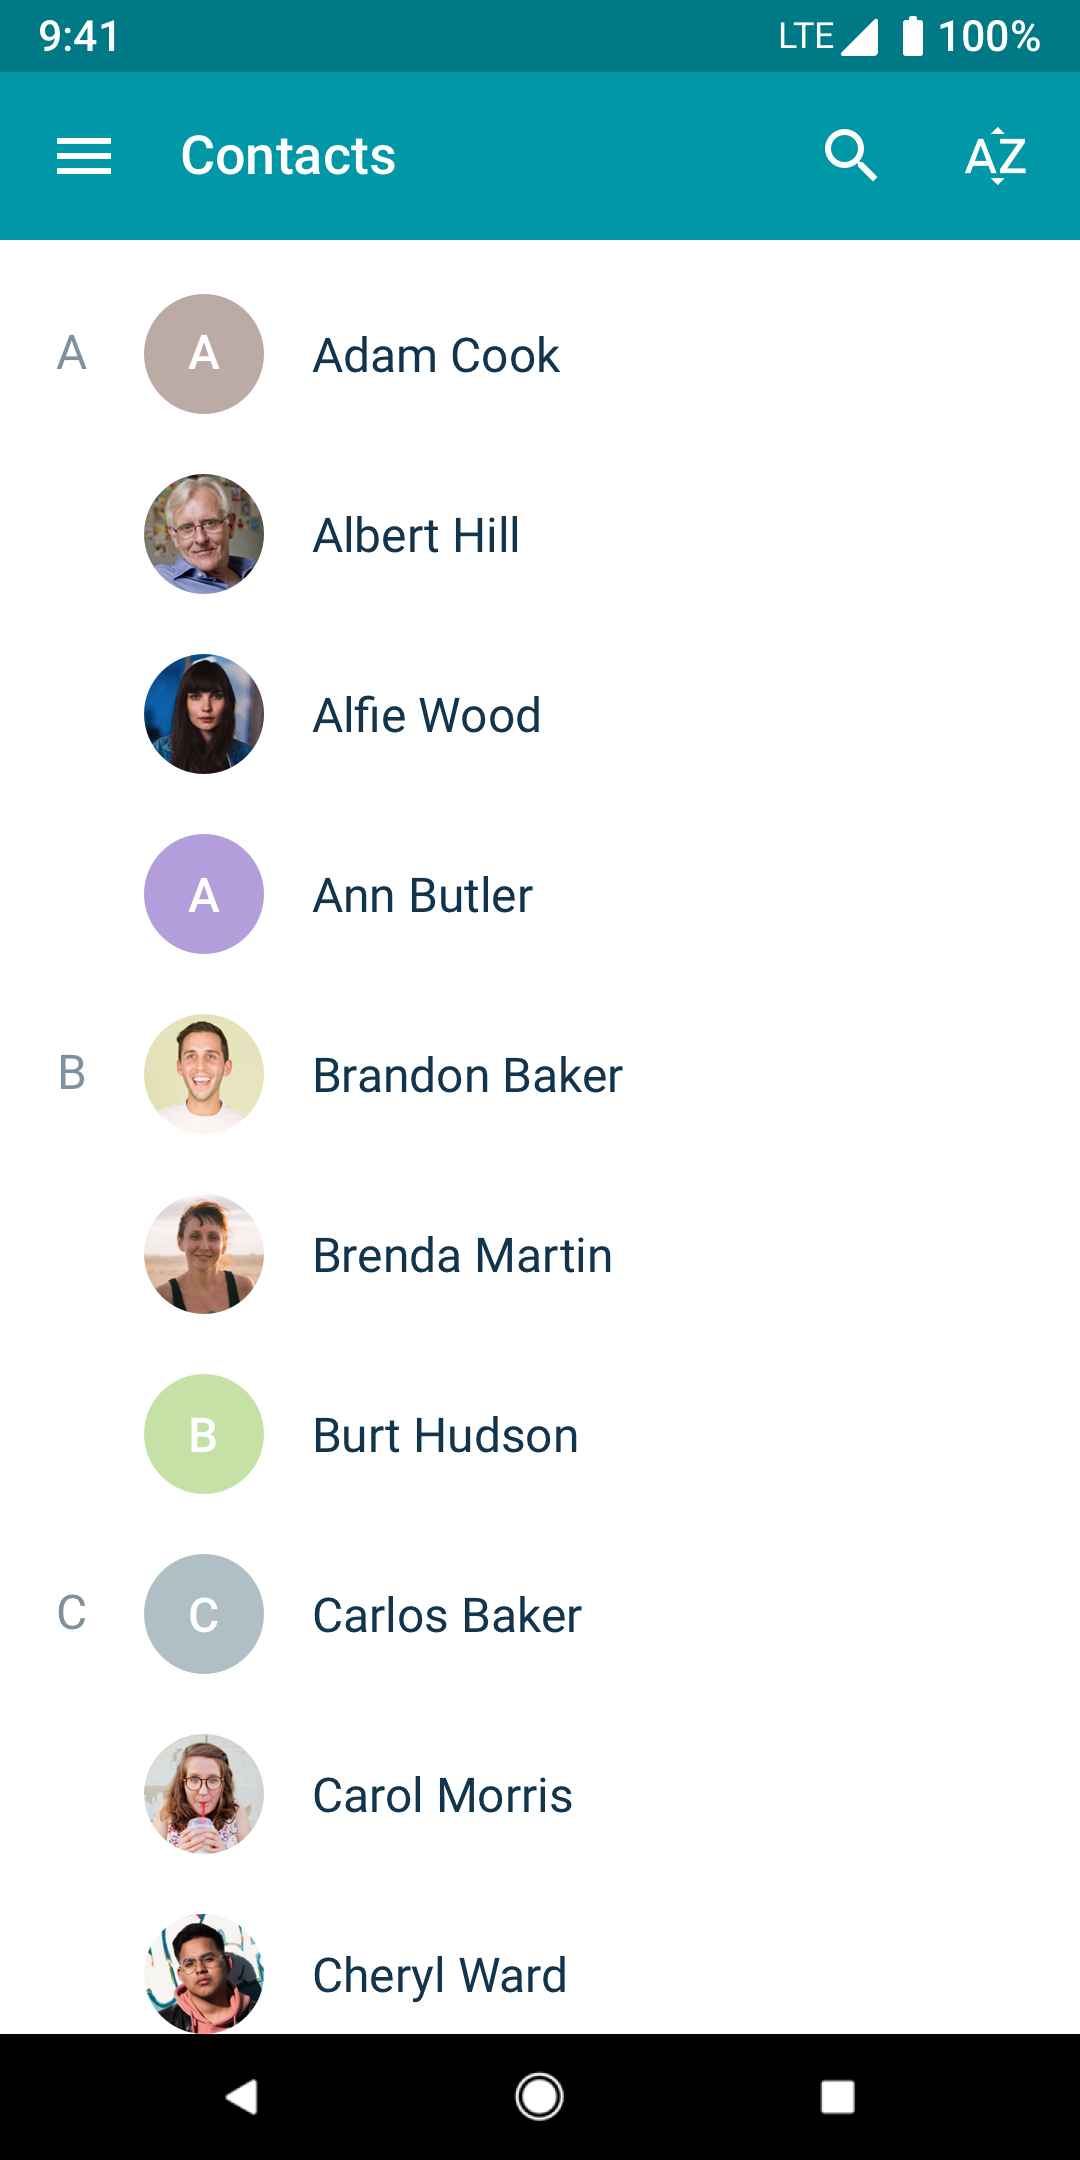 9:41 LTE 100%
Contacts AZ
A A Adam Cook
Albert Hill
Alfie Wood
A Ann Butler
B Brandon Baker
Brenda Martin
B Burt Hudson
C C Carlos Baker
Carol Morris
Cheryl Ward